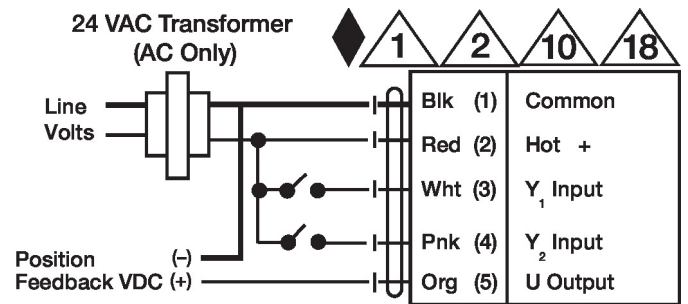 24 VAC Transformer
(AC Only)
1 2 10 18
Line
Volts
Blk (1) Common
Red (2) Hot +
Wht (3) Y1 Input
Pnk (4) Y2 Input
Org (5) U Output
Position (–)
Feedback VDC (+)